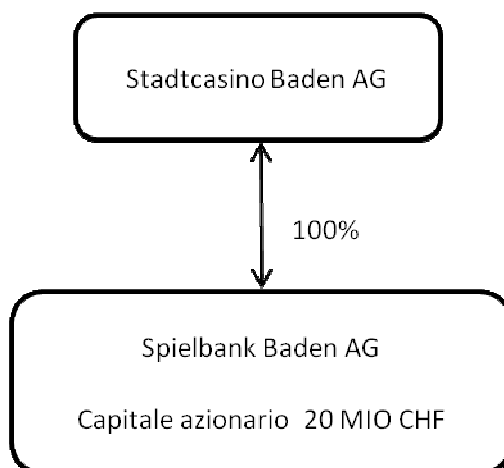 Stadtcasino Baden AG
100%
Spielbank Baden AG
Capitale azionario 20 MIO CHF